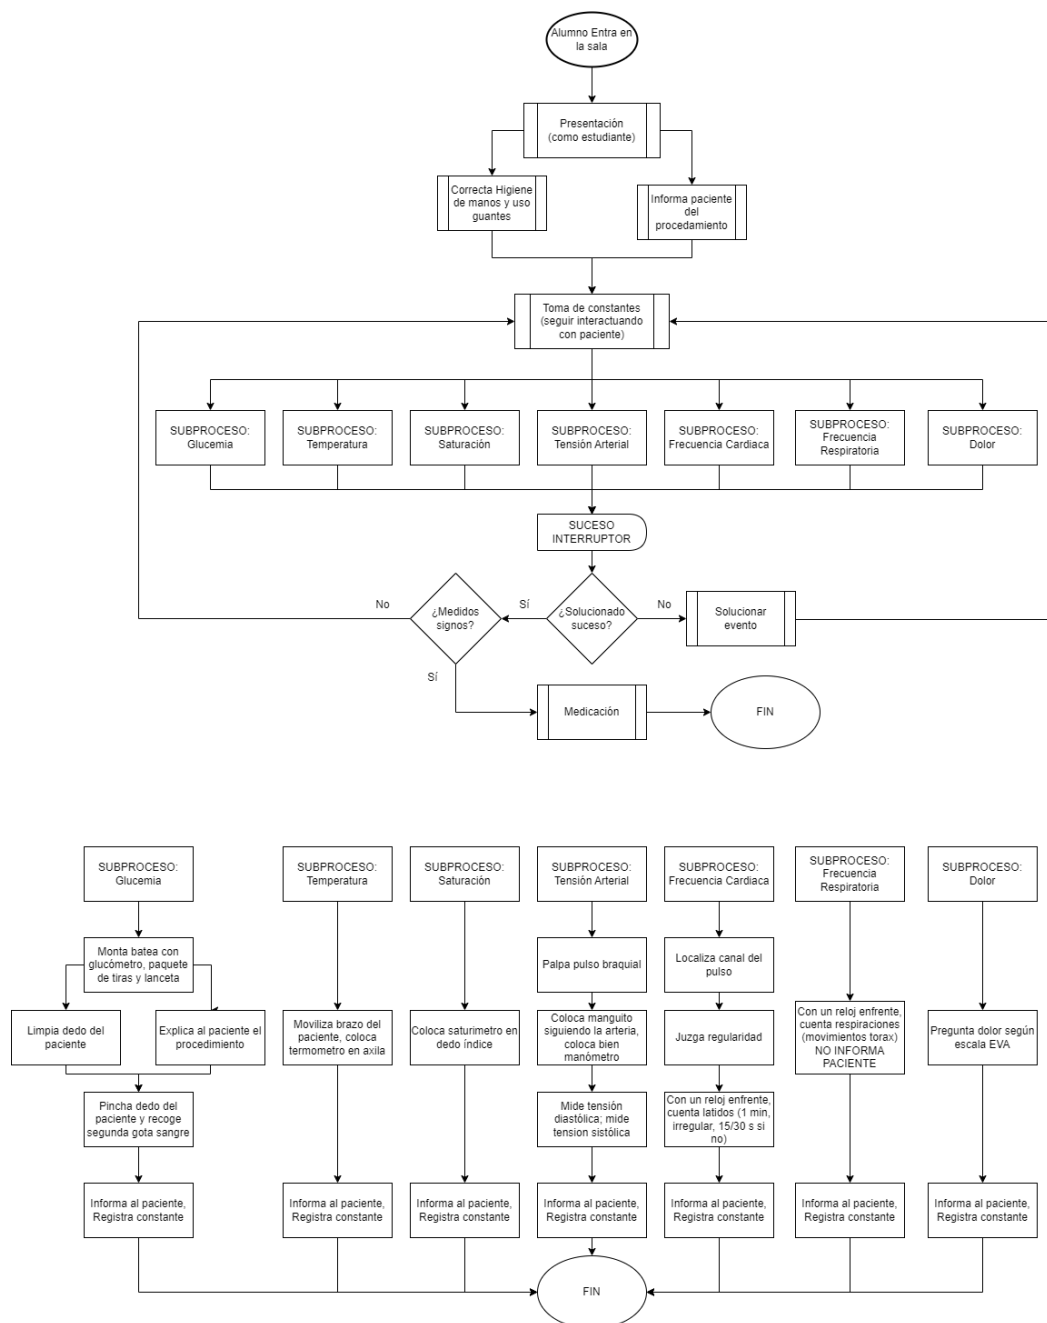 Alumno Entra en
la sala
Presentación
(como estudiante)
Correcta Higiene
de manos y uso
guantes
Informa paciente
del
procedamiento
Toma de constantes
(seguir interactuando
con paciente)
SUBPROCESO:
Glucemia
SUBPROCESO:
Temperatura
SUBPROCESO:
Saturación
SUBPROCESO:
Tensión Arterial
SUBPROCESO:
Frecuencia Cardiaca
SUBPROCESO:
Frecuencia
Respiratoria
SUBPROCESO:
Dolor
SUCESO
INTERRUPTOR
No
¿Medidos
signos?
Sí
¿Solucionado
suceso?
No
Solucionar
evento
Sí
Medicación
FIN
SUBPROCESO:
Glucemia
SUBPROCESO:
Temperatura
SUBPROCESO:
Saturación
SUBPROCESO:
Tensión Arterial
SUBPROCESO:
Frecuencia Cardiaca
SUBPROCESO:
Frecuencia
Respiratoria
SUBPROCESO:
Dolor
Monta batea con
glucómetro, paquete
de tiras y lanceta
Palpa pulso braquial
Localiza canal del
pulso
Limpia dedo del
paciente
Explica al paciente el
procedimiento
Moviliza brazo del
paciente, coloca
termometro en axila
Coloca saturimetro en
dedo índice
Coloca manguito
siguiendo la arteria,
coloca bien
manómetro
Juzga regularidad
Con un reloj enfrente,
cuenta respiraciones
(movimientos torax)
NO INFORMA
PACIENTE
Pregunta dolor según
escala EVA
Pincha dedo del
paciente y recoge
segunda gota sangre
Mide tensión
diastólica; mide
tension sistólica
Con un reloj enfrente,
cuenta latidos (1 min,
irregular, 15/30 s si
no)
Informa al paciente,
Registra constante
Informa al paciente,
Registra constante
Informa al paciente,
Registra constante
Informa al paciente,
Registra constante
Informa al paciente,
Registra constante
Informa al paciente,
Registra constante
Informa al paciente,
Registra constante
FIN